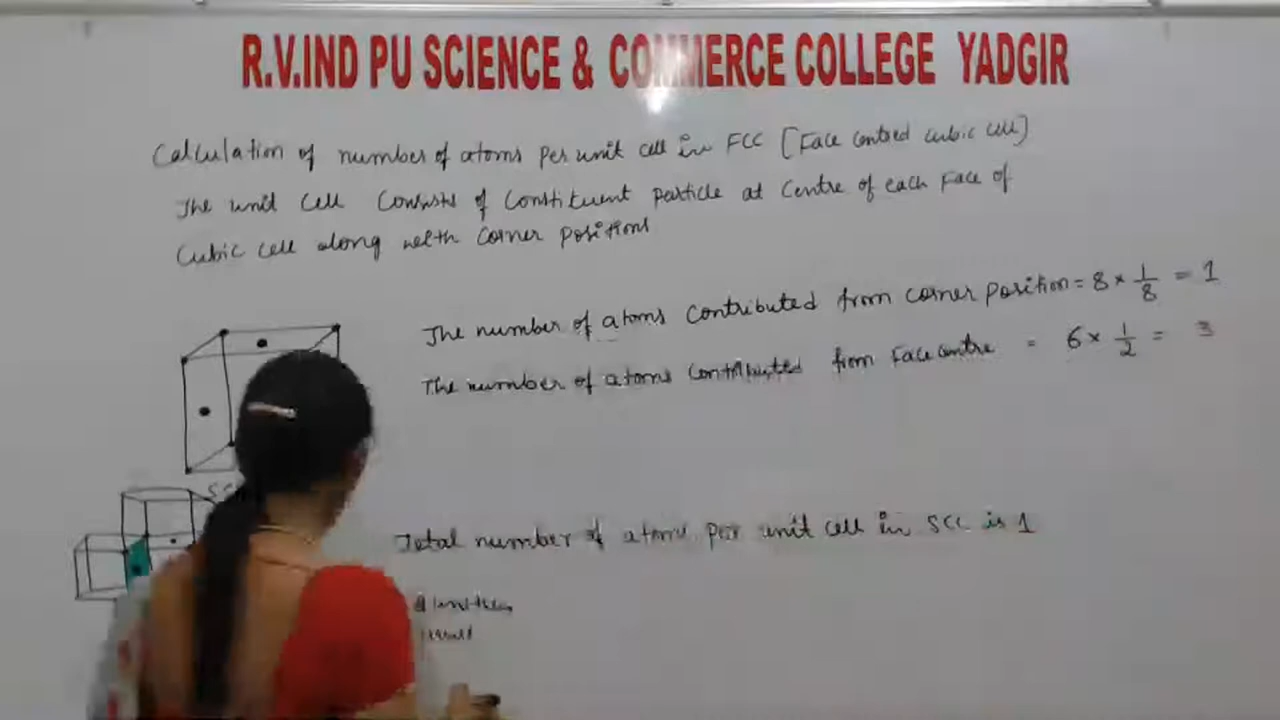 R.V.IND PU SCIENCE & COMMERCE COLLEGE YADGIR
Calculation of number of atoms per unit cell in FCC [Face centred cubic cell]
The unit cell Consists of Constituent particle at Centre of each Face of
Cubic cell along with Corner positions
The number of atoms contributed from corner position = 8 × 1/8 = 1
The number of atoms contributed from Face centre = 6 × 1/2 = 3
Total number of atoms per unit cell in SCC is 1